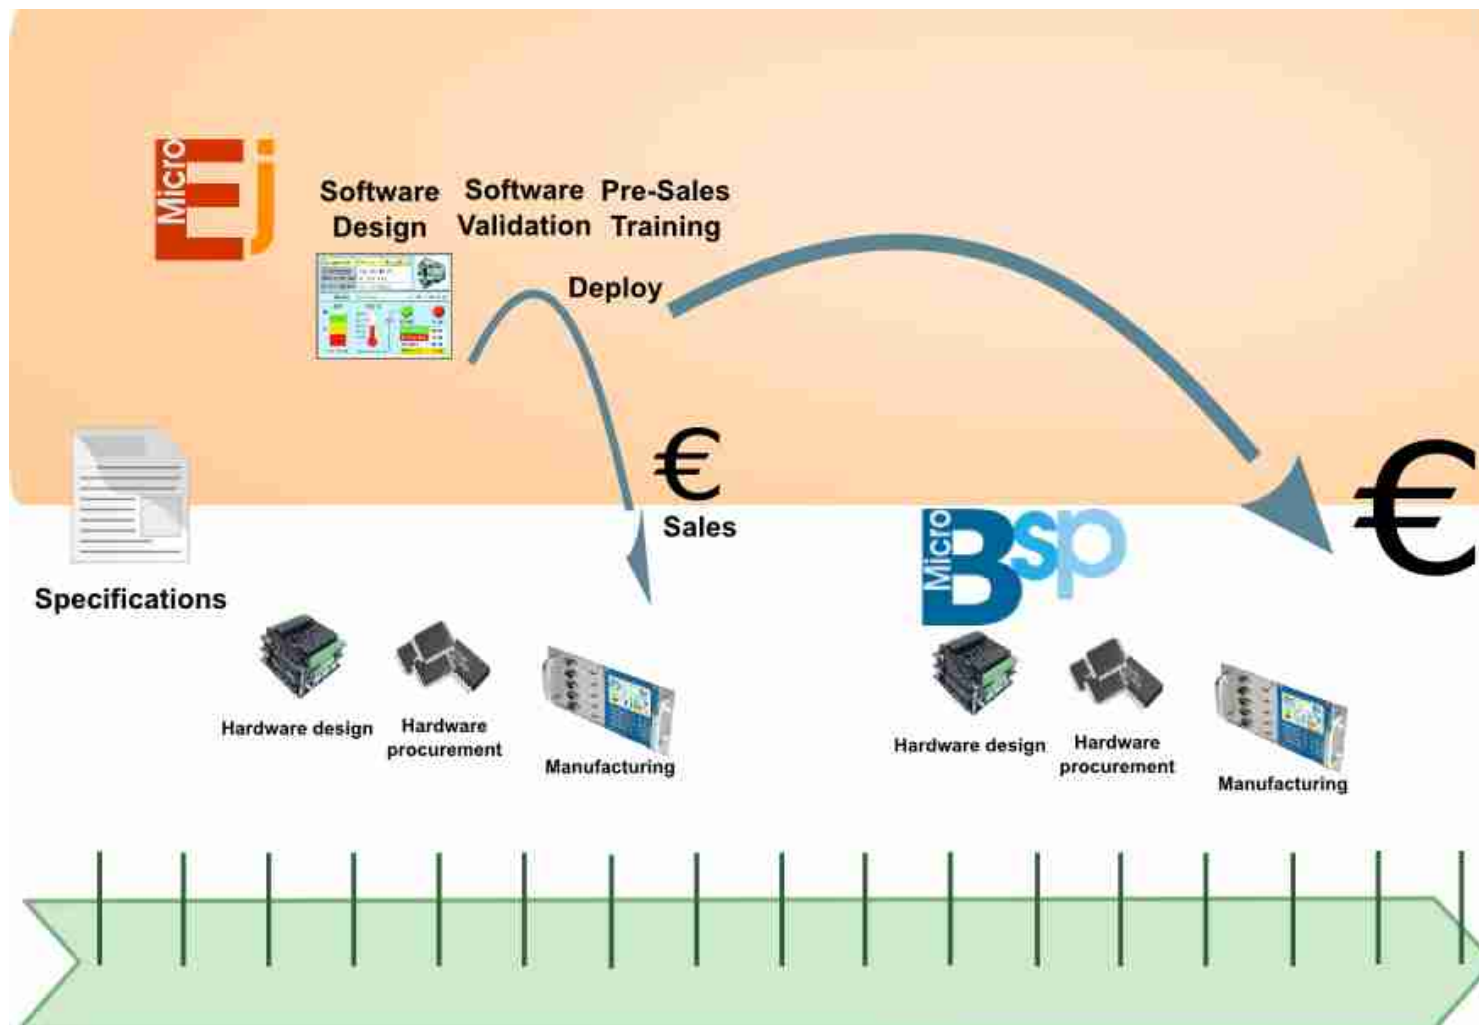 Micro
Ej
Software
Design
Software
Validation
Pre-Sales
Training
Deploy
€
Sales
€
Specifications
Micro
Bsp
Hardware design
Hardware
procurement
Manufacturing
Hardware design
Hardware
procurement
Manufacturing